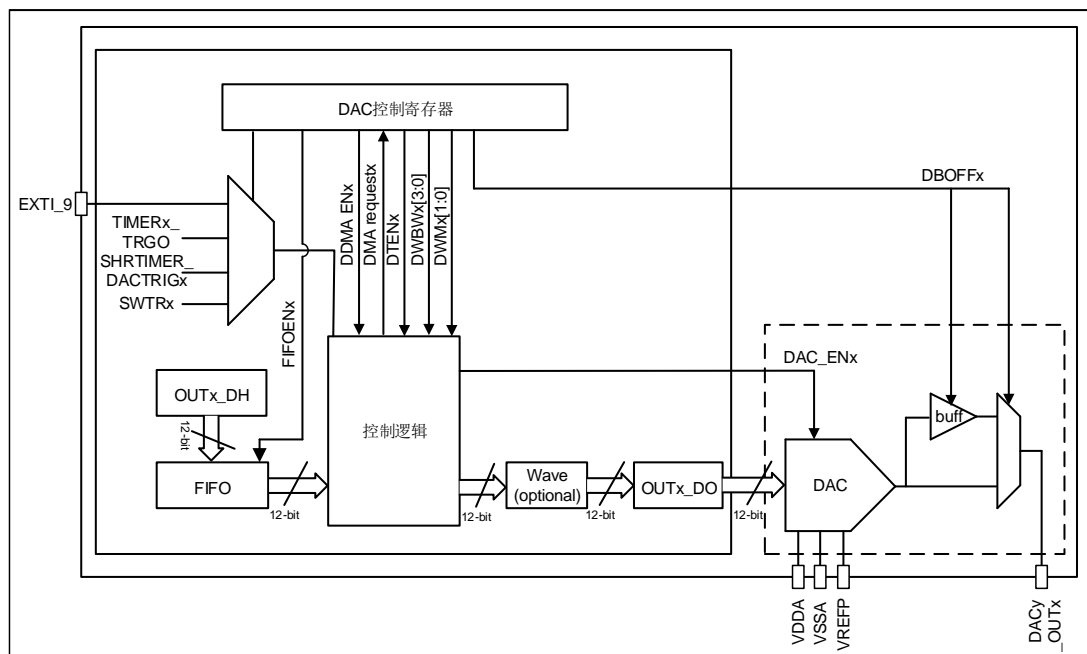 DAC控制寄存器
EXTI_9
TIMERx_
TRGO
SHRTIMER_
DACTRIGx
SWTRx
FIFOENx
DDMA ENx
DMA requestx
DTENx
DWBWx[3:0]
DWMx[1:0]
DBOFFx
OUTx_DH
12-bit
FIFO
12-bit
控制逻辑
12-bit
Wave
(optional)
12-bit
OUTx_DO
12-bit
DAC_ENx
DAC
buff
VDDA
VSSA
VREFP
DACy
_OUTx